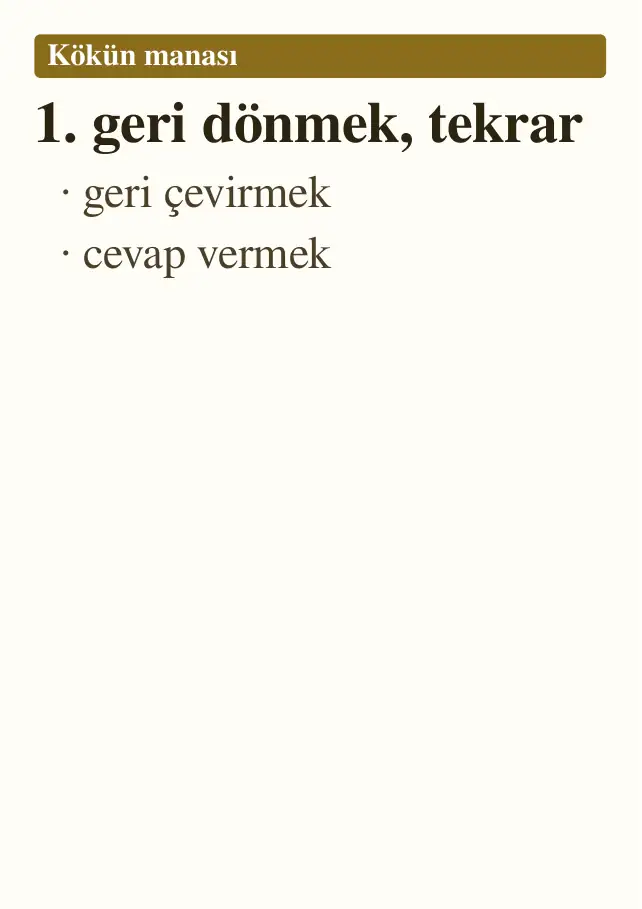 Kökün manası
1. geri dönmek, tekrar
· geri çevirmek
· cevap vermek